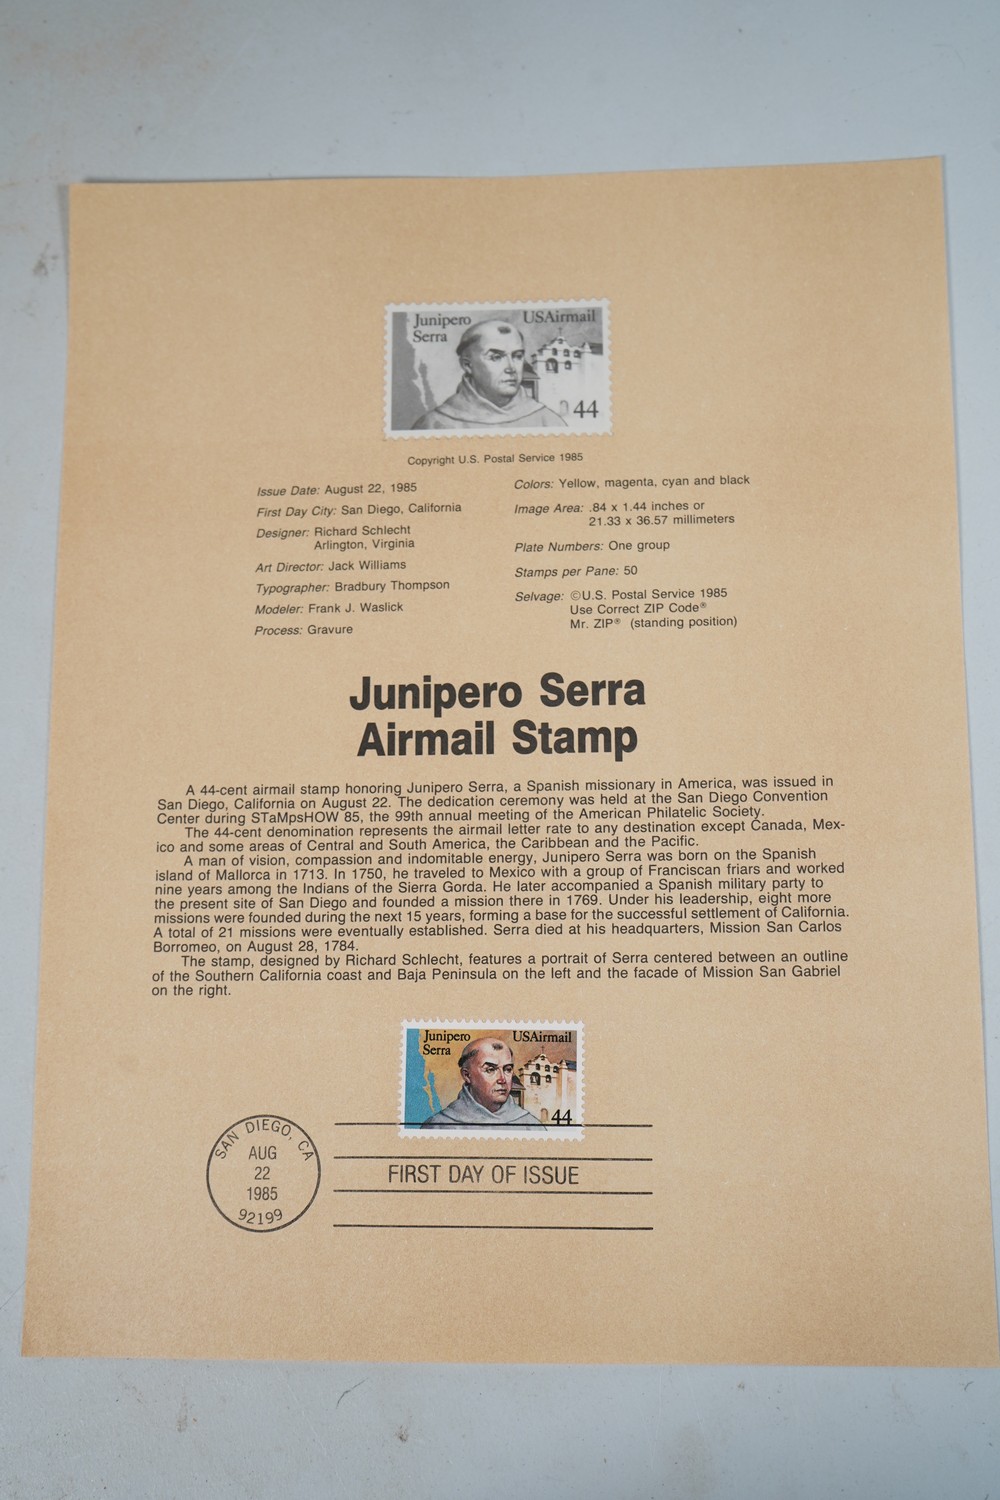 Junipero
Serra
USAirmail
44
Copyright U.S. Postal Service 1985
Issue Date: August 22, 1985
First Day City: San Diego, California
Designer: Richard Schlecht
Arlington, Virginia
Art Director: Jack Williams
Typographer: Bradbury Thompson
Modeler: Frank J. Waslick
Process: Gravure
Colors: Yellow, magenta, cyan and black
Image Area: .84 x 1.44 inches or
21.33 x 36.57 millimeters
Plate Numbers: One group
Stamps per Pane: 50
Selvage: ©U.S. Postal Service 1985
Use Correct ZIP Code®
Mr. ZIP® (standing position)
Junipero Serra
Airmail Stamp
A 44-cent airmail stamp honoring Junipero Serra, a Spanish missionary in America, was issued in
San Diego, California on August 22. The dedication ceremony was held at the San Diego Convention
Center during STaMpsHOW 85, the 99th annual meeting of the American Philatelic Society.
The 44-cent denomination represents the airmail letter rate to any destination except Canada, Mex-
ico and some areas of Central and South America, the Caribbean and the Pacific.
A man of vision, compassion and indomitable energy, Junipero Serra was born on the Spanish
island of Mallorca in 1713. In 1750, he traveled to Mexico with a group of Franciscan friars and worked
nine years among the Indians of the Sierra Gorda. He later accompanied a Spanish military party to
the present site of San Diego and founded a mission there in 1769. Under his leadership, eight more
missions were founded during the next 15 years, forming a base for the successful settlement of California.
A total of 21 missions were eventually established. Serra died at his headquarters, Mission San Carlos
Borromeo, on August 28, 1784.
The stamp, designed by Richard Schlecht, features a portrait of Serra centered between an outline
of the Southern California coast and Baja Peninsula on the left and the facade of Mission San Gabriel
on the right.
Junipero
Serra
USAirmail
44
SAN DIEGO, CA
AUG
22
1985
92199
FIRST DAY OF ISSUE